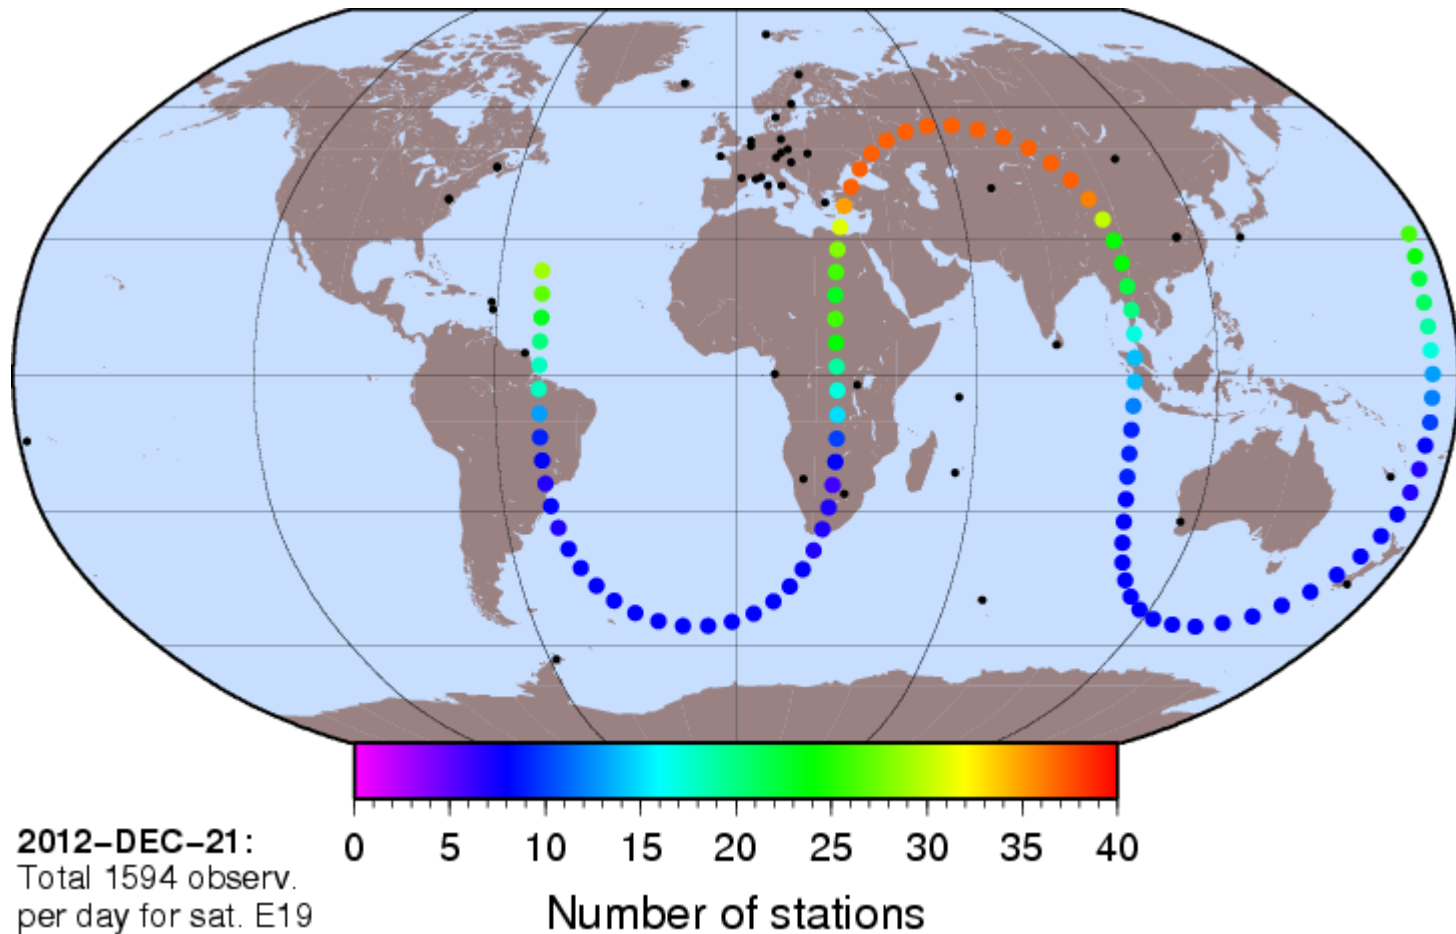 0 5 10 15 20 25 30 35 40
Number of stations
2012−DEC−21:
Total 1594 observ.
per day for sat. E19